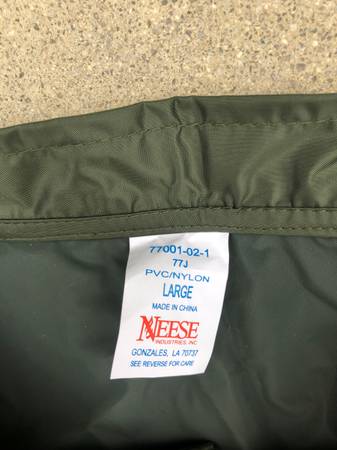 77001-02-1
77J
PVC/NYLON
LARGE
MADE IN CHINA
NEESE
INDUSTRIES, INC
GONZALES, LA 70737
SEE REVERSE FOR CARE